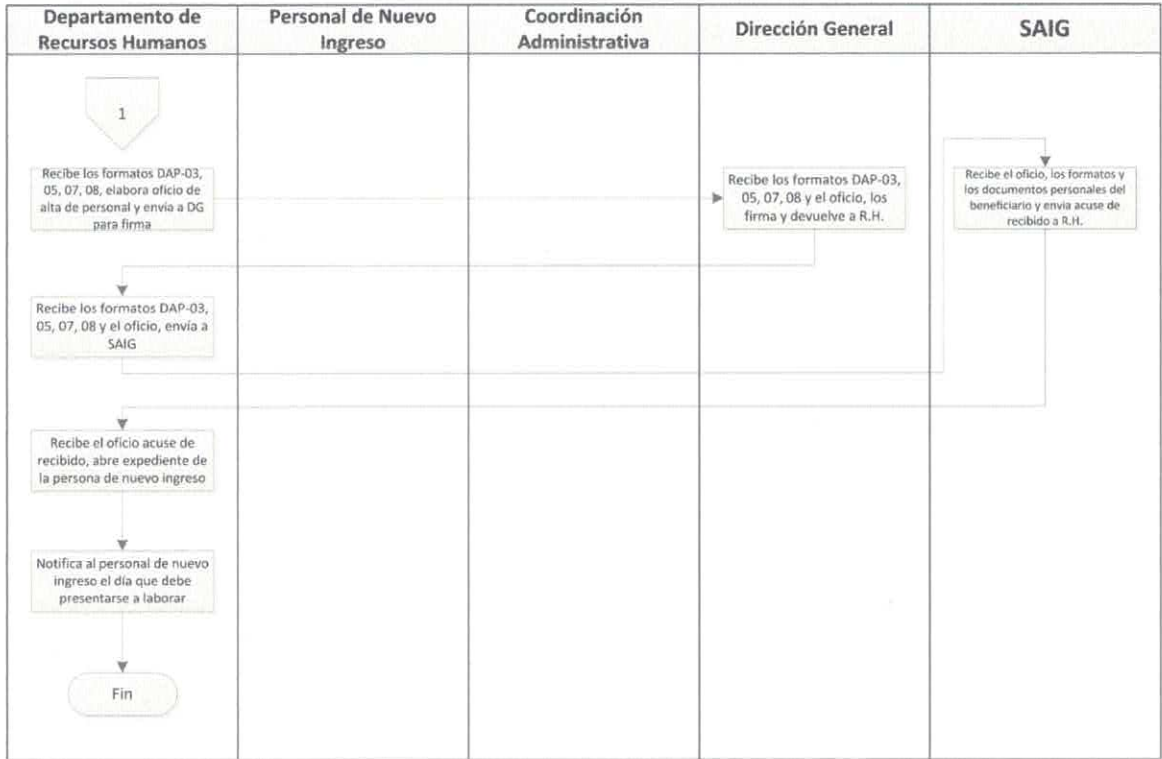 Departamento de
Recursos Humanos
Personal de Nuevo
Ingreso
Coordinación
Administrativa
Dirección General
SAIG
1
Recibe los formatos DAP-03,
05, 07, 08, elabora oficio de
alta de personal y envía a DG
para firma
Recibe los formatos DAP-03,
05, 07, 08 y el oficio, los
firma y devuelve a R.H.
Recibe el oficio, los formatos y
los documentos personales del
beneficiario y envia acuse de
recibido a R.H.
Recibe los formatos DAP-03,
05, 07, 08 y el oficio, envía a
SAIG
Recibe el oficio acuse de
recibido, abre expediente de
la persona de nuevo ingreso
Notifica al personal de nuevo
ingreso el día que debe
presentarse a laborar
Fin